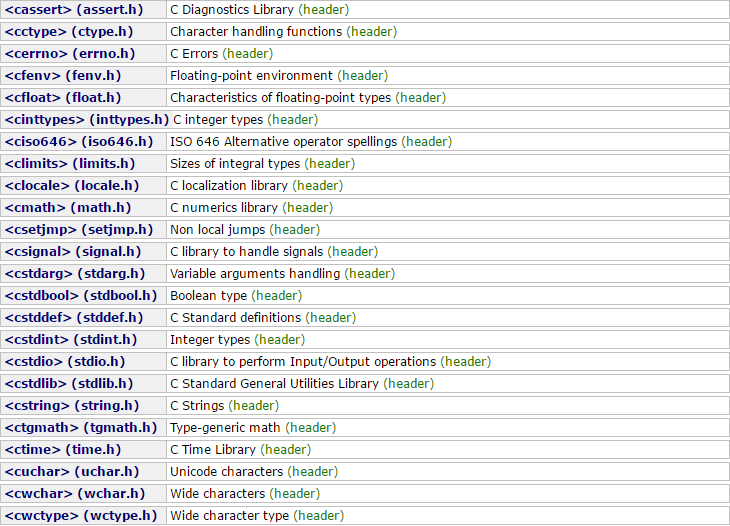 <cassert> (assert.h) C Diagnostics Library (header)
<cctype> (ctype.h) Character handling functions (header)
<cerrno> (errno.h) C Errors (header)
<cfenv> (fenv.h) Floating-point environment (header)
<cfloat> (float.h) Characteristics of floating-point types (header)
<cinttypes> (inttypes.h) C integer types (header)
<ciso646> (iso646.h) ISO 646 Alternative operator spellings (header)
<climits> (limits.h) Sizes of integral types (header)
<clocale> (locale.h) C localization library (header)
<cmath> (math.h) C numerics library (header)
<csetjmp> (setjmp.h) Non local jumps (header)
<csignal> (signal.h) C library to handle signals (header)
<cstdarg> (stdarg.h) Variable arguments handling (header)
<cstdbool> (stdbool.h) Boolean type (header)
<cstddef> (stddef.h) C Standard definitions (header)
<cstdint> (stdint.h) Integer types (header)
<cstdio> (stdio.h) C library to perform Input/Output operations (header)
<cstdlib> (stdlib.h) C Standard General Utilities Library (header)
<cstring> (string.h) C Strings (header)
<ctgmath> (tgmath.h) Type-generic math (header)
<ctime> (time.h) C Time Library (header)
<cuchar> (uchar.h) Unicode characters (header)
<cwchar> (wchar.h) Wide characters (header)
<cwctype> (wctype.h) Wide character type (header)